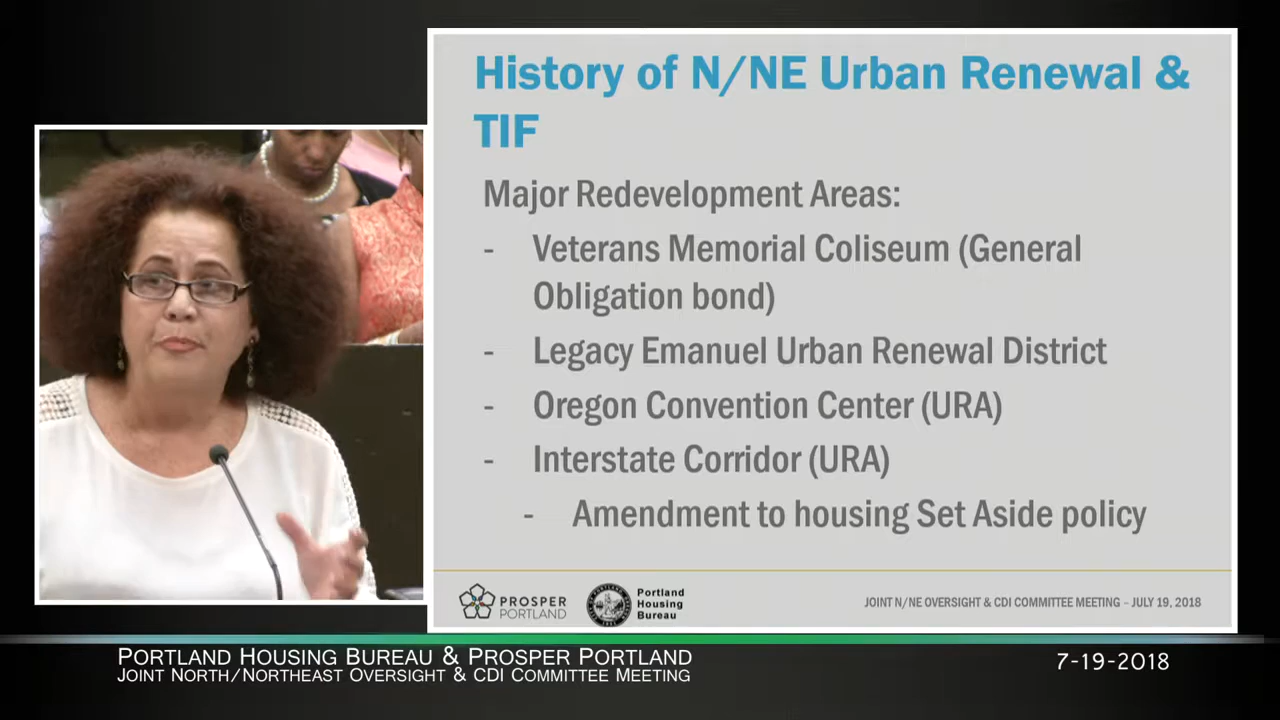 History of N/NE Urban Renewal &
TIF
Major Redevelopment Areas:
- Veterans Memorial Coliseum (General
Obligation bond)
- Legacy Emanuel Urban Renewal District
- Oregon Convention Center (URA)
- Interstate Corridor (URA)
- Amendment to housing Set Aside policy
PROSPER
PORTLAND
Portland
Housing
Bureau
JOINT N/NE OVERSIGHT & CDI COMMITTEE MEETING – JULY 19, 2018
PORTLAND HOUSING BUREAU & PROSPER PORTLAND
JOINT NORTH/NORTHEAST OVERSIGHT & CDI COMMITTEE MEETING
7-19-2018